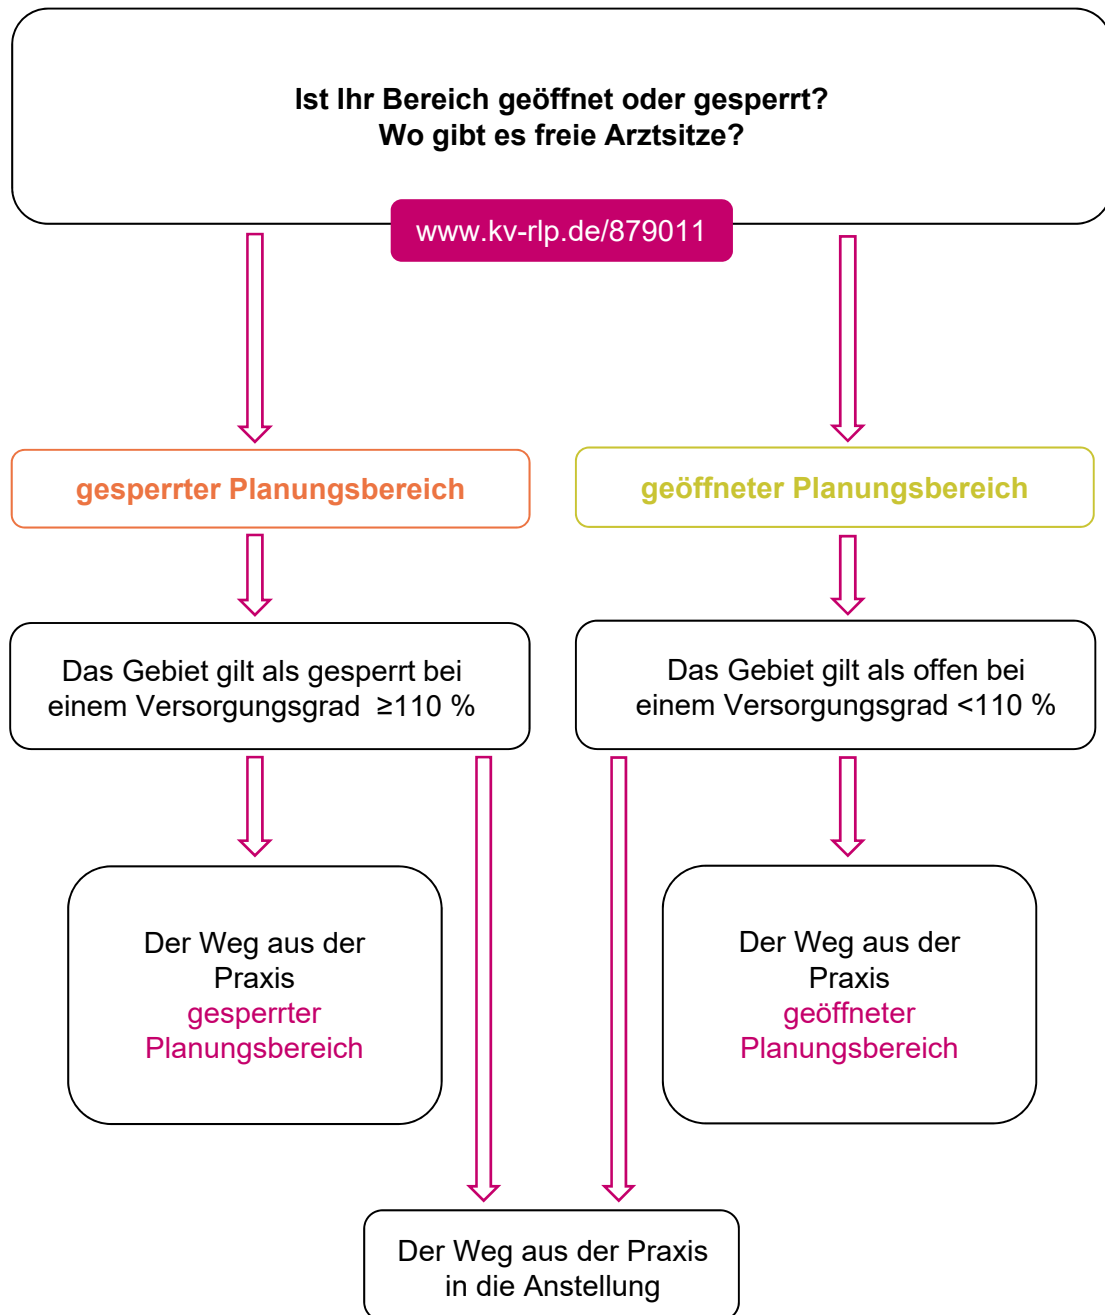 Ist Ihr Bereich geöffnet oder gesperrt?
Wo gibt es freie Arztsitze?
www.kv-rlp.de/879011
gesperrter Planungsbereich
geöffneter Planungsbereich
Das Gebiet gilt als gesperrt bei
einem Versorgungsgrad ≥110 %
Das Gebiet gilt als offen bei
einem Versorgungsgrad <110 %
Der Weg aus der
Praxis
gesperrter
Planungsbereich
Der Weg aus der
Praxis
geöffneter
Planungsbereich
Der Weg aus der Praxis
in die Anstellung